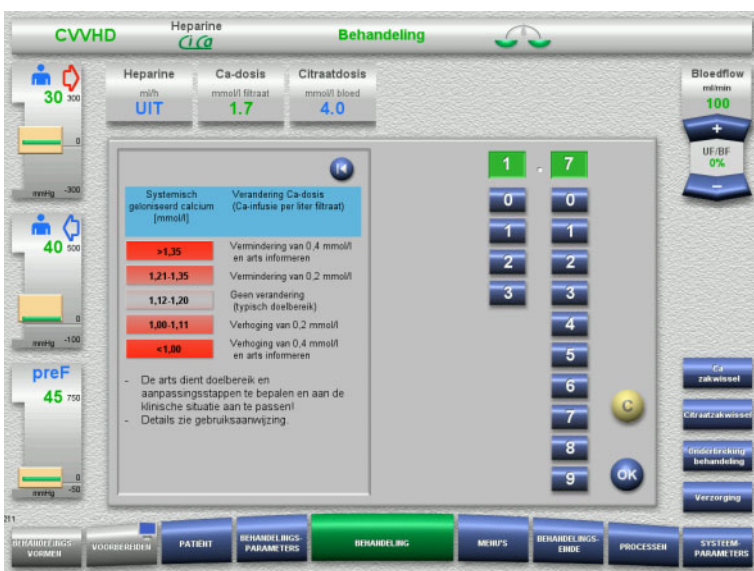 CVVHD
Heparine
CiCa
Behandeling
30
300
0
mmHg -300
Heparine
ml/h
UIT
Ca-dosis
mmol/l filtraat
1.7
Citraatdosis
mmol/l bloed
4.0
Bloedflow
ml/min
100
+
UF/BF
0%
−
40
500
0
mmHg -100
preF
45
750
0
mmHg -50
Systemisch
geloniseerd calcium
[mmol/l]
Verandering Ca-dosis
(Ca-infusie per liter filtraat)
>1,35
Vermindering van 0,4 mmol/l
en arts informeren
1,21-1,35
Vermindering van 0,2 mmol/l
1,12-1,20
Geen verandering
(typisch doelbereik)
1,00-1,11
Verhoging van 0,2 mmol/l
<1,00
Verhoging van 0,4 mmol/l
en arts informeren
- De arts dient doelbereik en
aanpassingsstappen te bepalen en aan de
klinische situatie aan te passen!
- Details zie gebruiksaanwijzing.
1 . 7
0 0
1 1
2 2
3 3
4
5
6
7
8
9
C
OK
Ca
zakwissel
Citraatzakwissel
Onderbreking
behandeling
Verzorging
211
BEHANDELINGS
VORMEN
VOORBEREIDEN
PATIËNT
BEHANDELINGS-
PARAMETERS
BEHANDELING
MENU'S
BEHANDELINGS-
EINDE
PROCESSEN
SYSTEEM-
PARAMETERS